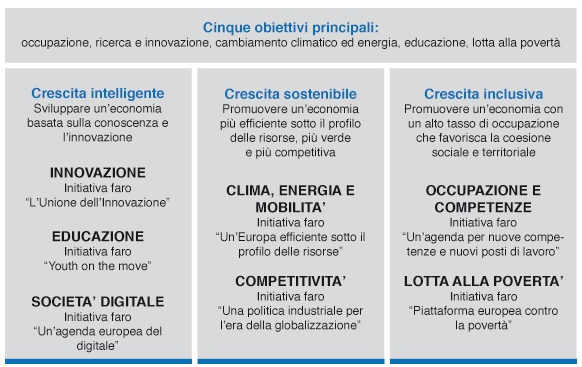 Cinque obiettivi principali:
occupazione, ricerca e innovazione, cambiamento climatico ed energia, educazione, lotta alla povertà
Crescita intelligente
Sviluppare un’economia
basata sulla conoscenza e
l’innovazione
INNOVAZIONE
Initiativa faro
“L’Unione dell’Innovazione”
EDUCAZIONE
Initiativa faro
“Youth on the move”
SOCIETA’ DIGITALE
Initiativa faro
“Un’agenda europea del
digitale”
Crescita sostenibile
Promuovere un’economia
più efficiente sotto il profilo
delle risorse, più verde
e più competitiva
CLIMA, ENERGIA E
MOBILITA’
Initiativa faro
“Un’Europa efficiente sotto il
profilo delle risorse”
COMPETITIVITA’
Initiativa faro
“Una politica industriale per
l’era della globalizzazione”
Crescita inclusiva
Promuovere un’economia con
un alto tasso di occupazione
che favorisca la coesione
sociale e territoriale
OCCUPAZIONE E
COMPETENZE
Initiativa faro
“Un’agenda per nuove compe-
tenze e nuovi posti di lavoro”
LOTTA ALLA POVERTA’
Initiativa faro
“Piattaforma europea contro
la povertà”